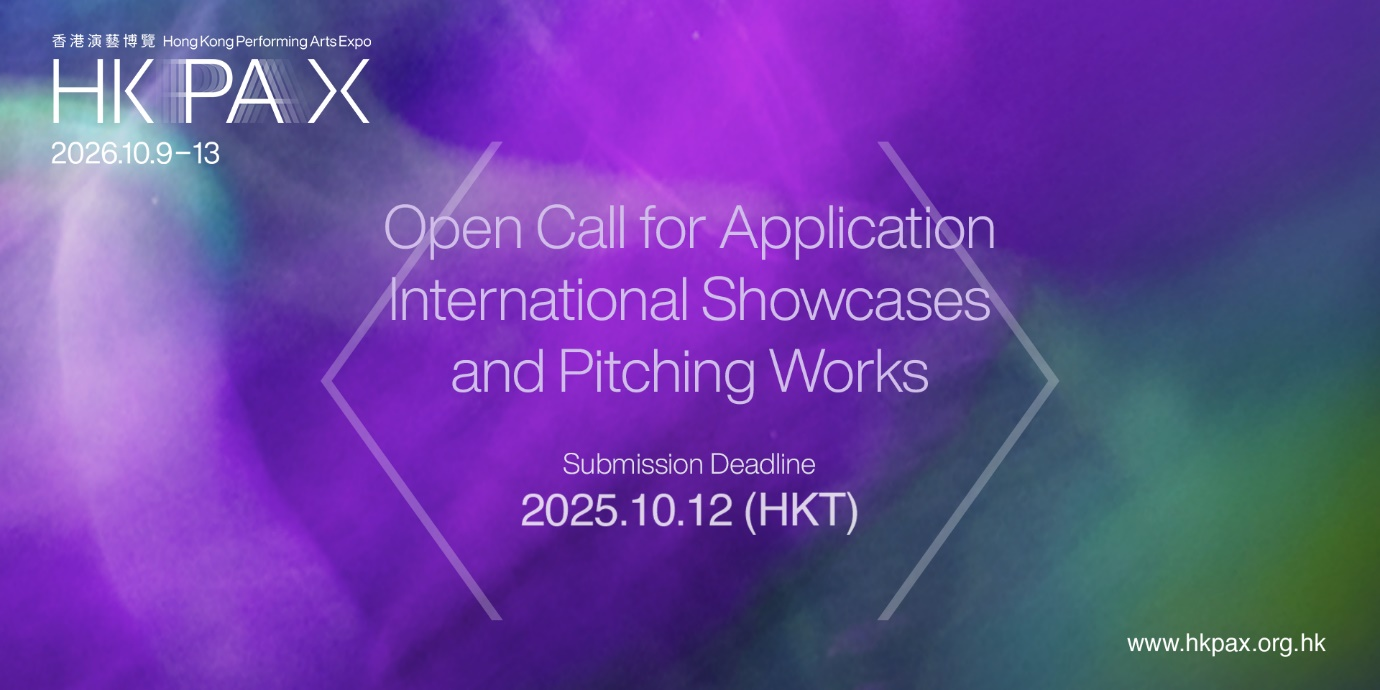 香港演藝博覽 Hong Kong Performing Arts Expo
HKPAX
2026.10.9–13
Open Call for Application
International Showcases
and Pitching Works
Submission Deadline
2025.10.12 (HKT)
www.hkpax.org.hk